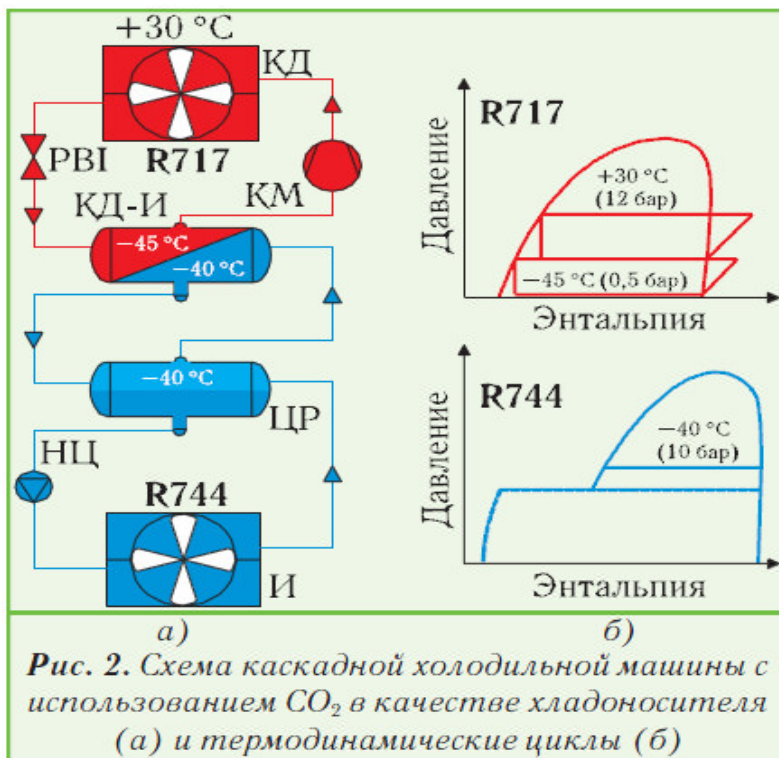 +30 °C
КД
РВІ
R717
КМ
КД-И
−45 °C
−40 °C
−40 °C
ЦР
НЦ
R744
И
а)
Давление
R717
+30 °C
(12 бар)
−45 °C (0,5 бар)
Энтальпия
Давление
R744
−40 °C
(10 бар)
Энтальпия
б)
Рис. 2. Схема каскадной холодильной машины с
использованием CO₂ в качестве хладоносителя
(а) и термодинамические циклы (б)